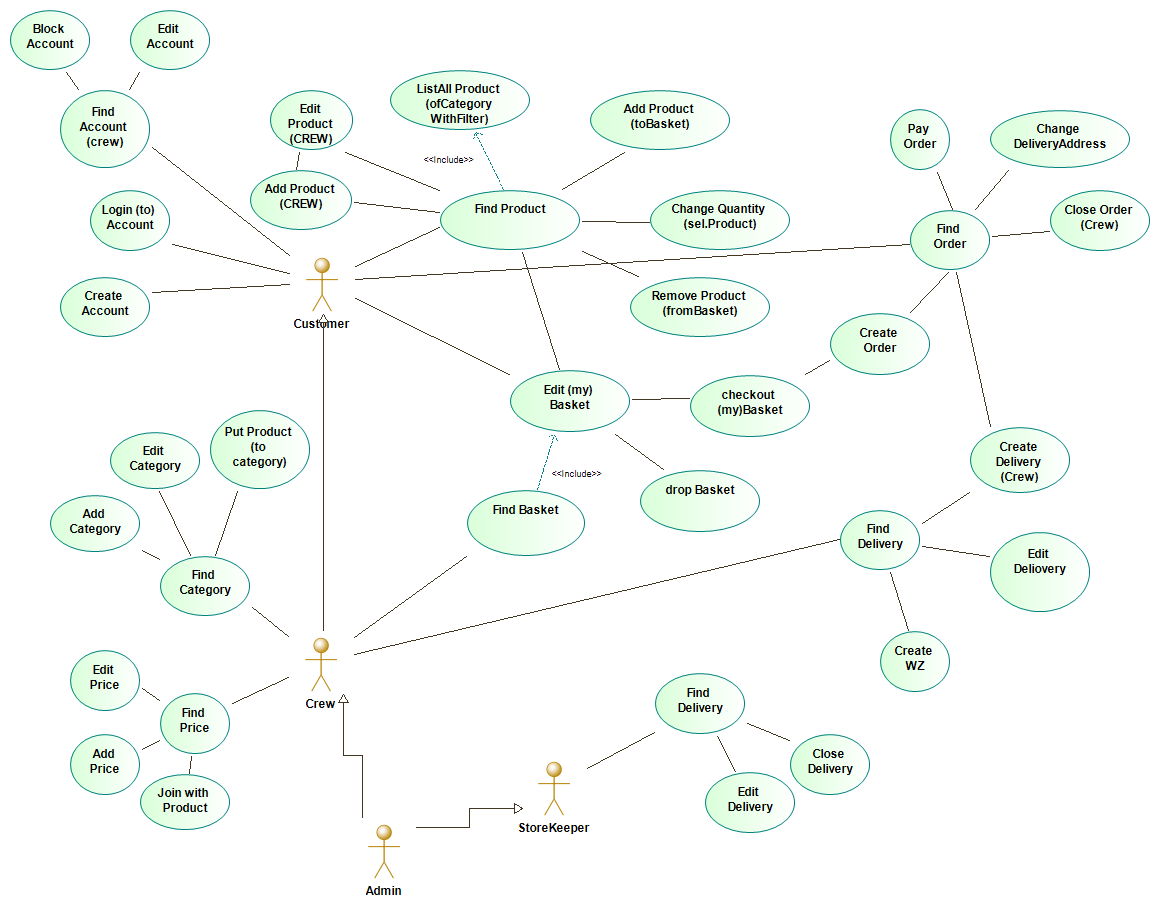 Block
Account
Edit
Account
Find
Account
(crew)
Login (to)
Account
Create
Account
Edit
Product
(CREW)
Add Product
(CREW)
ListAll Product
(ofCategory
WithFilter)
<<Include>>
Add Product
(toBasket)
Find Product
Change Quantity
(sel.Product)
Remove Product
(fromBasket)
Pay
Order
Change
DeliveryAddress
Close Order
(Crew)
Find
Order
Customer
Create
Order
Edit (my)
Basket
checkout
(my)Basket
<<Include>>
drop Basket
Find Basket
Create
Delivery
(Crew)
Find
Delivery
Edit
Deliovery
Create
WZ
Put Product
(to
category)
Edit
Category
Add
Category
Find
Category
Crew
Edit
Price
Find
Price
Add
Price
Join with
Product
Find
Delivery
Close
Delivery
Edit
Delivery
StoreKeeper
Admin